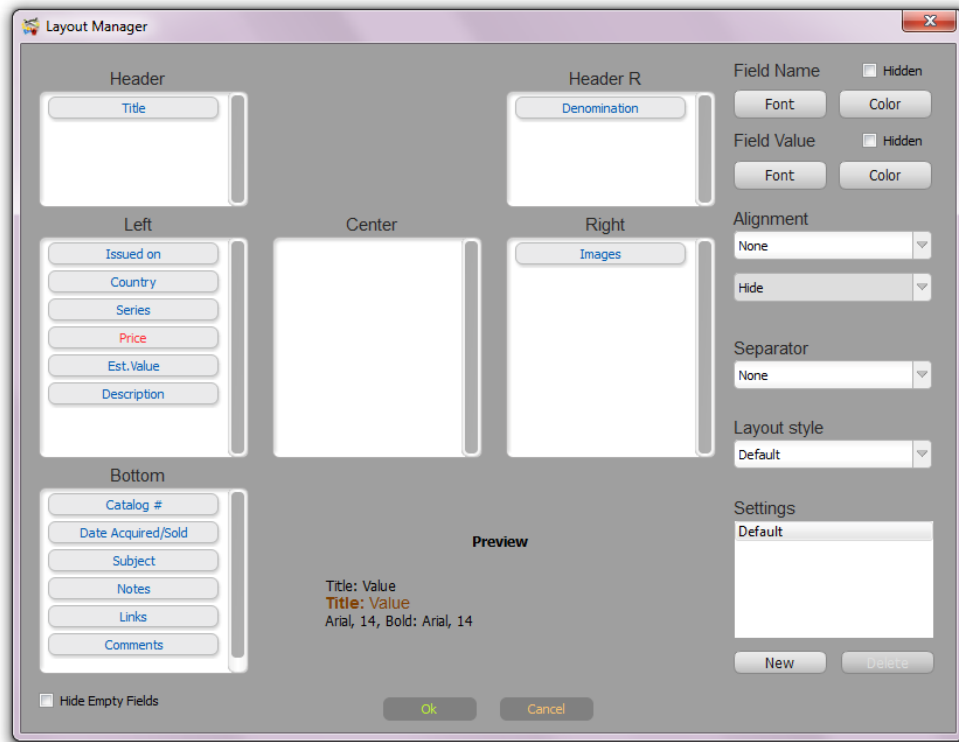 Layout Manager
Header
Title
Header R
Denomination
Field Name
Hidden
Font
Color
Field Value
Hidden
Font
Color
Left
Issued on
Country
Series
Price
Est.Value
Description
Center
Right
Images
Alignment
None
Hide
Separator
None
Layout style
Default
Bottom
Catalog #
Date Acquired/Sold
Subject
Notes
Links
Comments
Preview
Title: Value
Title: Value
Arial, 14, Bold: Arial, 14
Settings
Default
New
Delete
Hide Empty Fields
Ok
Cancel